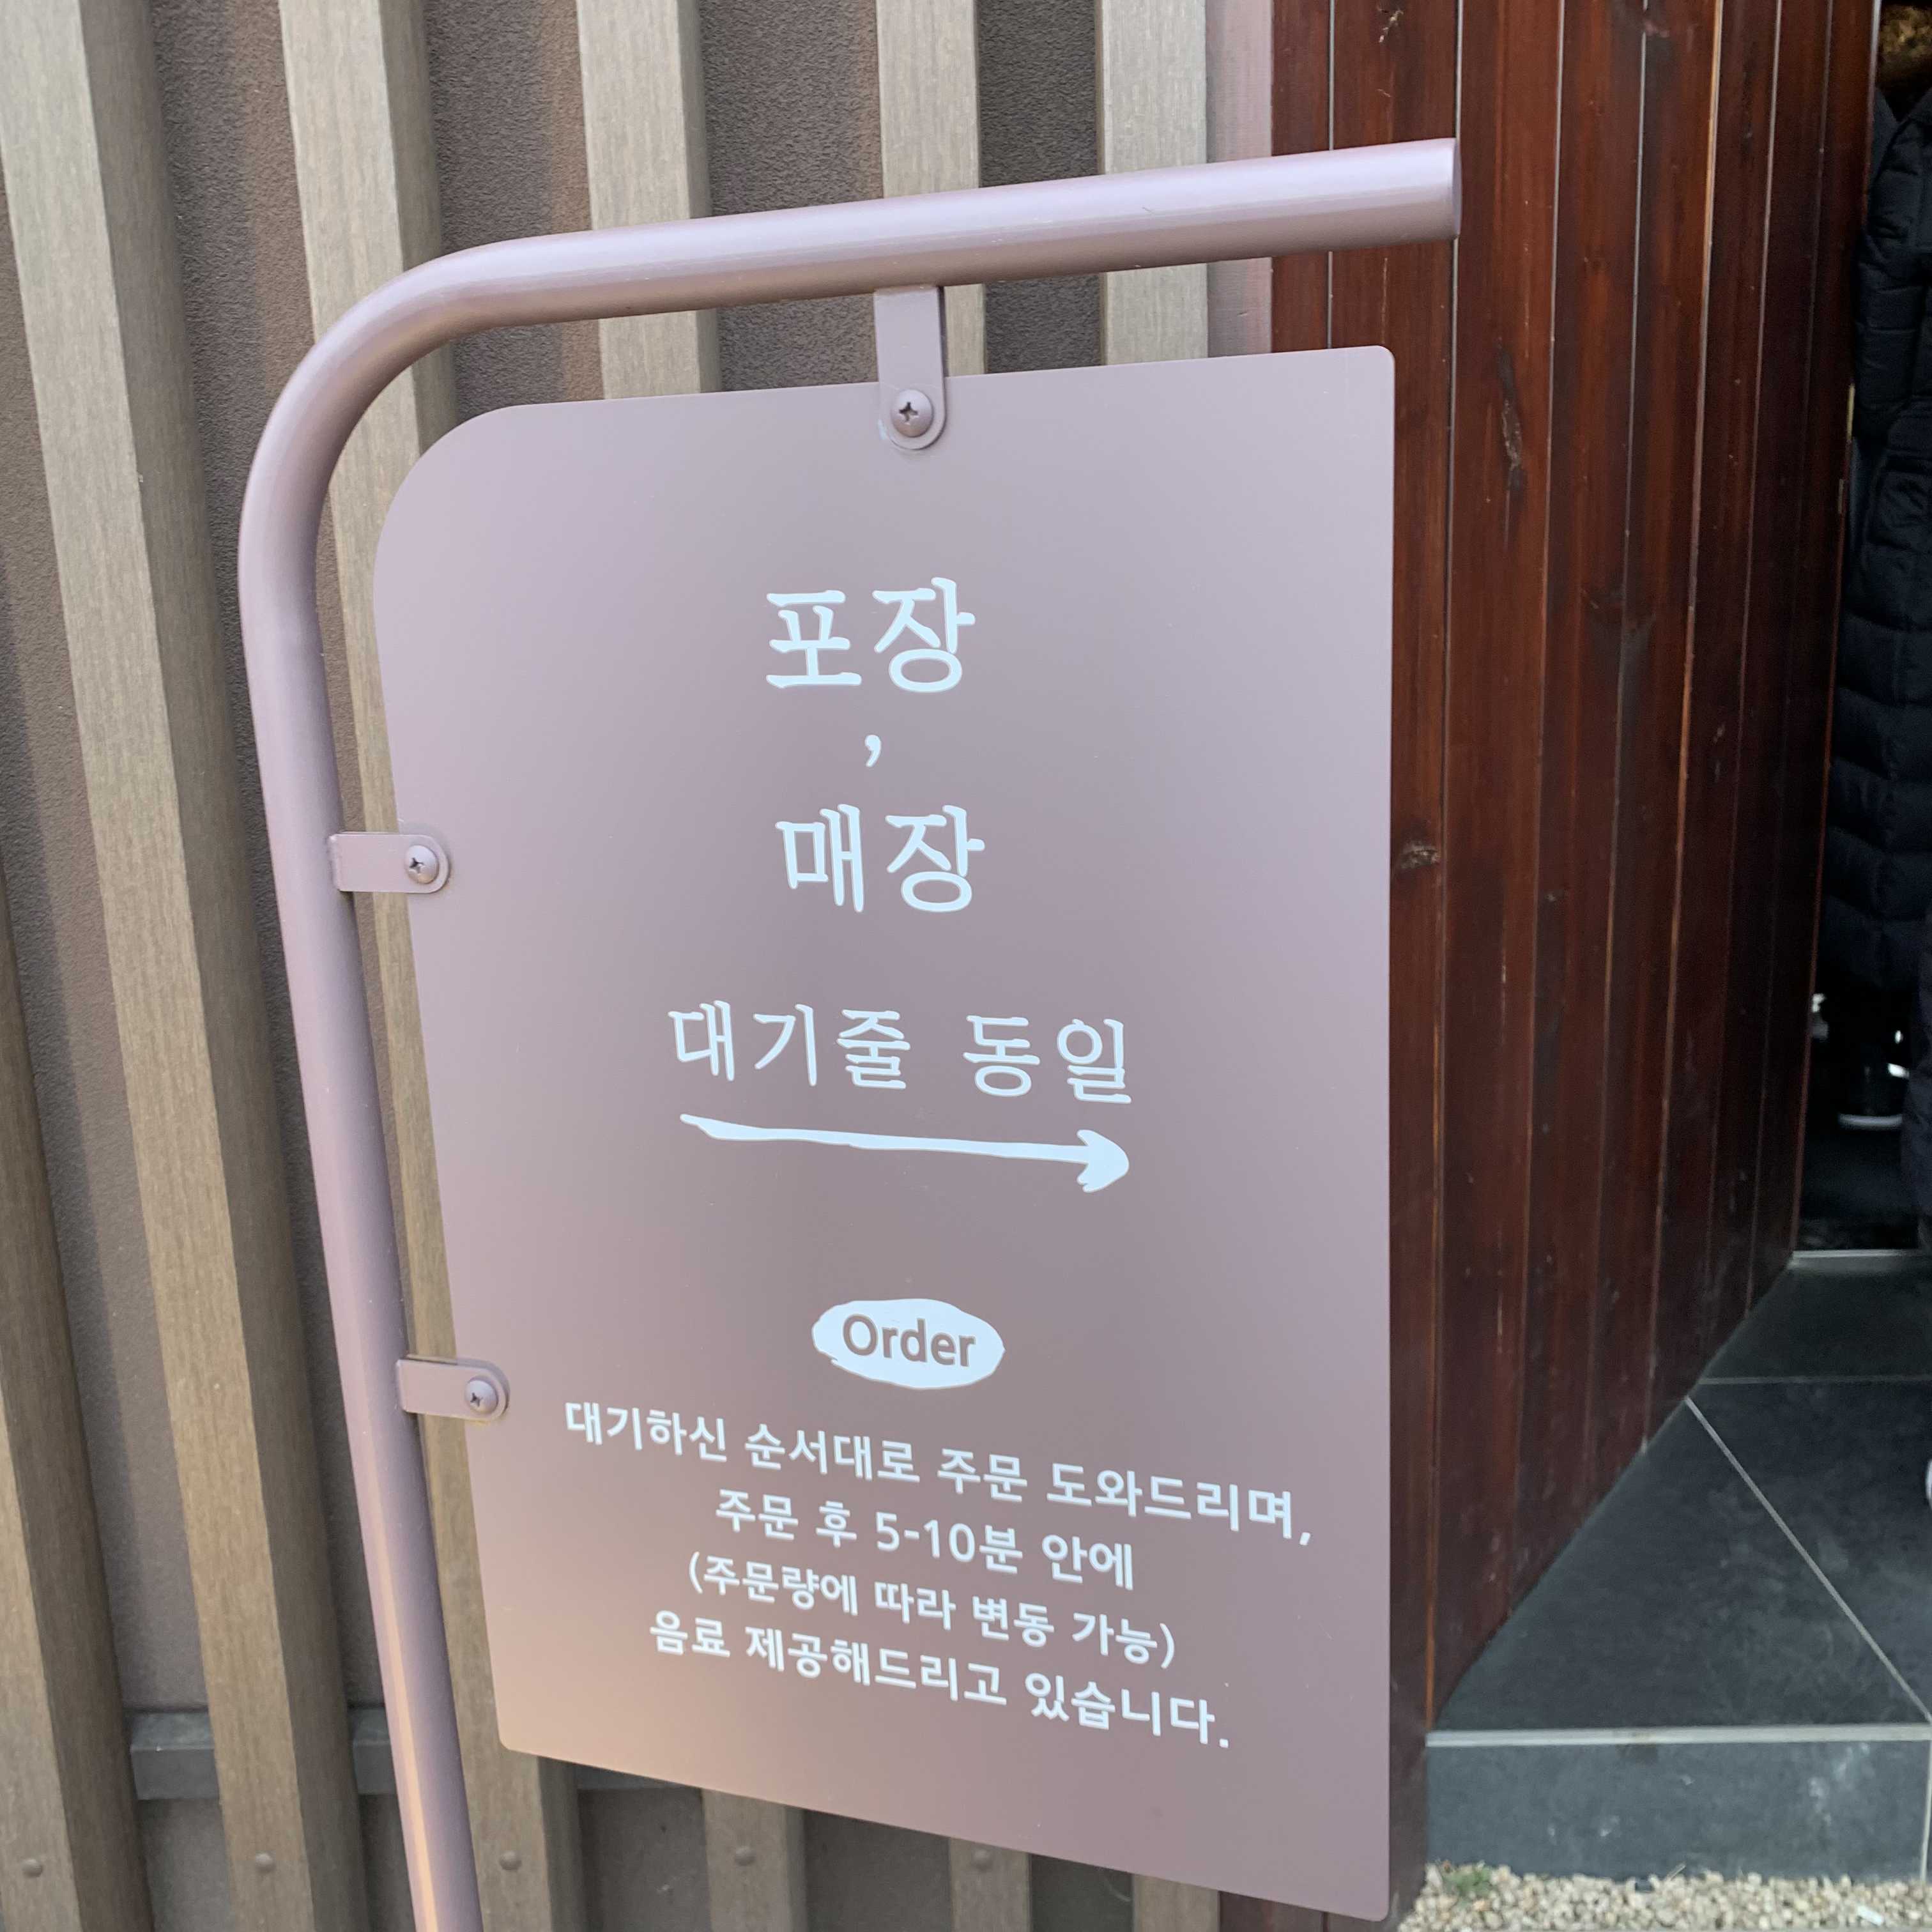 포장
,
매장
대기줄 동일
Order
대기하신 순서대로 주문 도와드리며,
주문 후 5-10분 안에
(주문량에 따라 변동 가능)
음료 제공해드리고 있습니다.